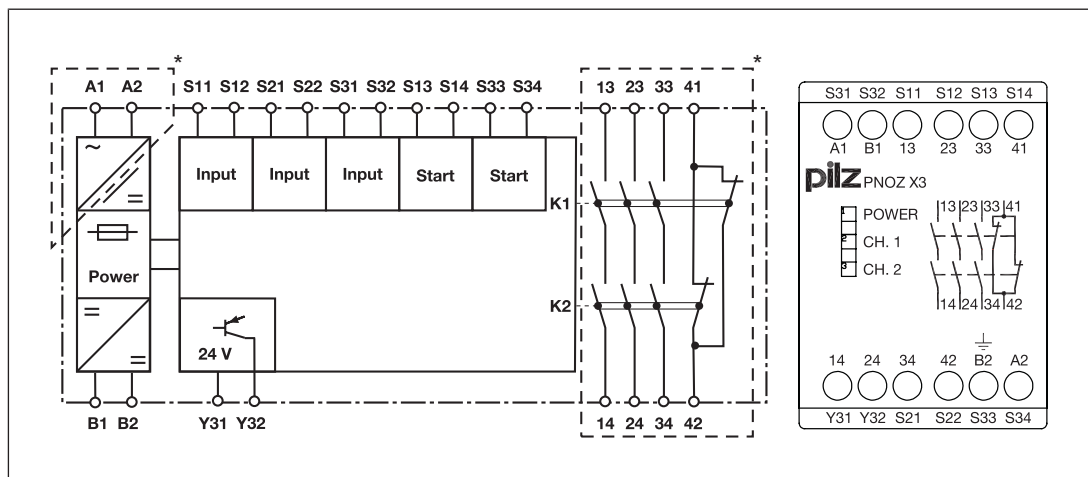 *
*
A1 A2 S11 S12 S21 S22 S31 S32 S13 S14 S33 S34 13 23 33 41
~
Input Input Input Start Start
=
K1
Power
K2
=
=
24 V
B1 B2 Y31 Y32 14 24 34 42
S31 S32 S11 S12 S13 S14
A1 B1 13 23 33 41
pilz PNOZ X3
1 POWER
2 CH. 1
3 CH. 2
13 23 33 41
14 24 34 42
14 24 34 42 B2 A2
Y31 Y32 S21 S22 S33 S34